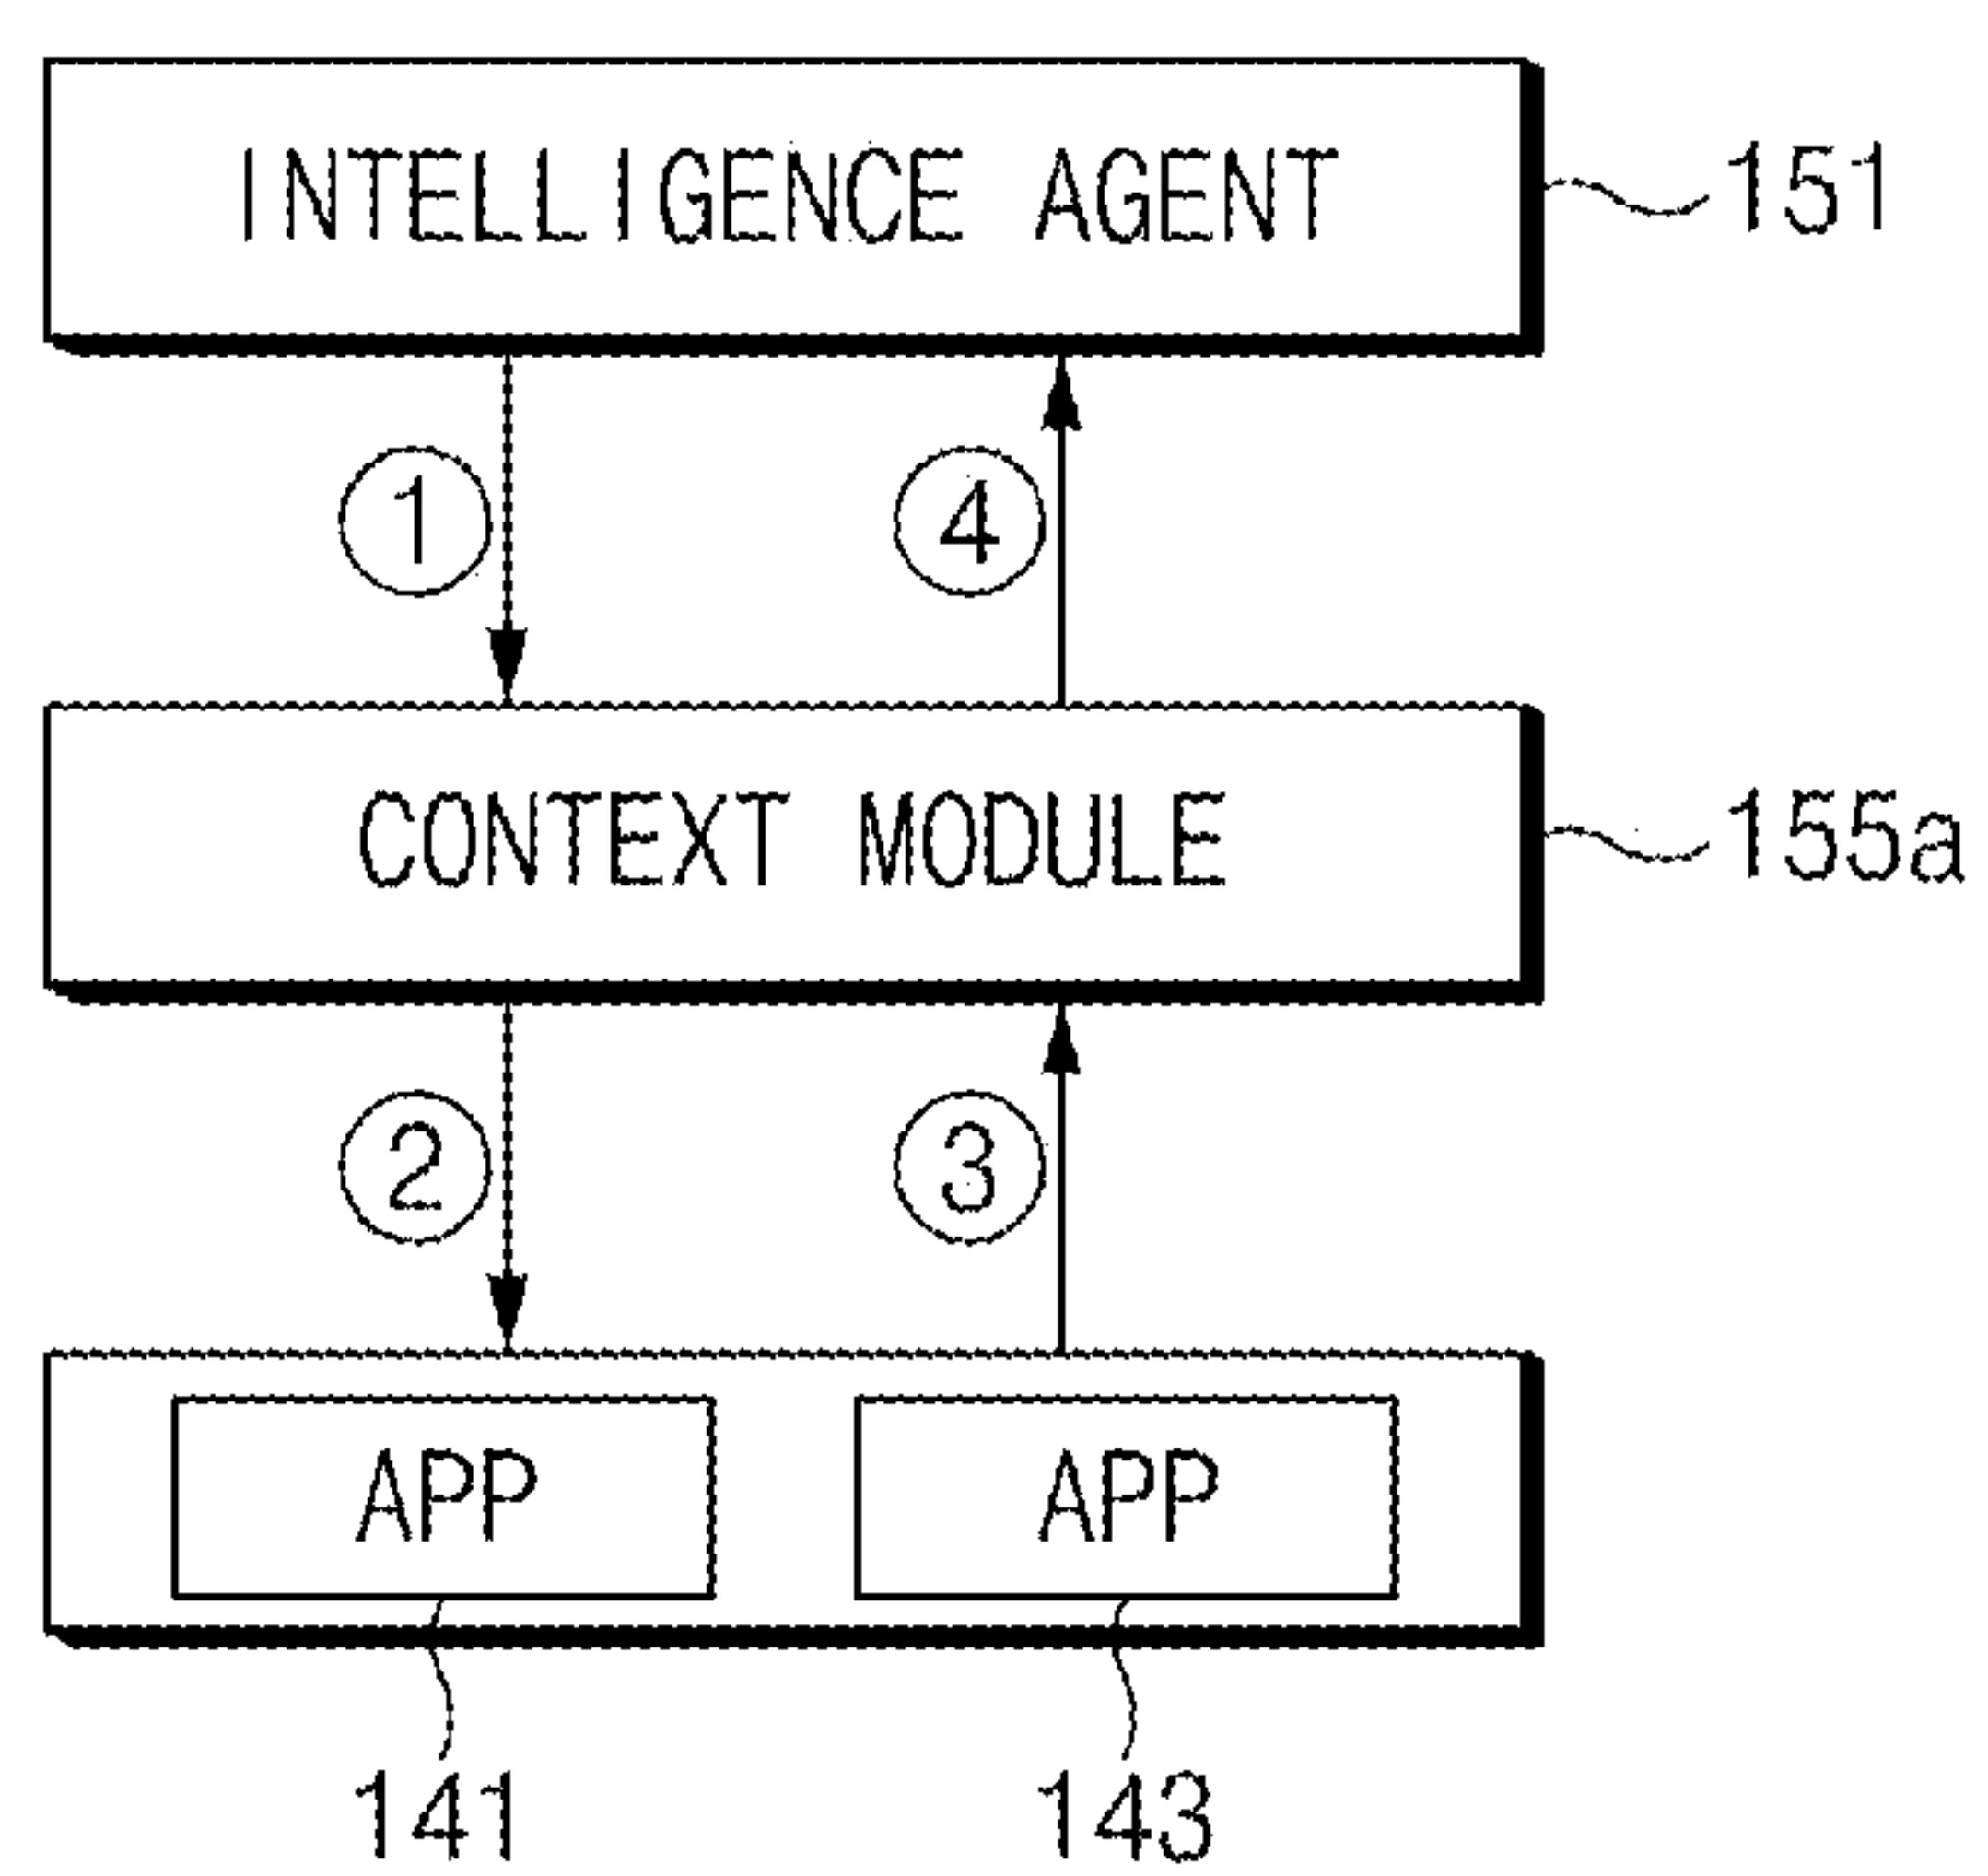 INTELLIGENCE AGENT 151
1 4
CONTEXT MODULE 155a
2 3
APP APP
141 143